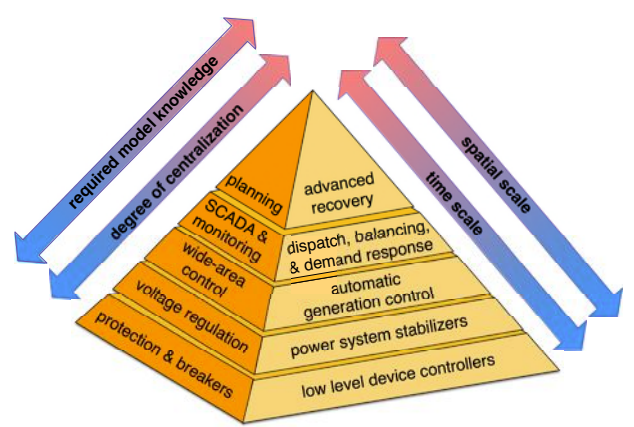 required model knowledge
degree of centralization
time scale
spatial scale
planning
advanced
recovery
SCADA &
monitoring
dispatch, balancing,
& demand response
wide-area
control
automatic
generation control
voltage regulation
power system stabilizers
protection & breakers
low level device controllers